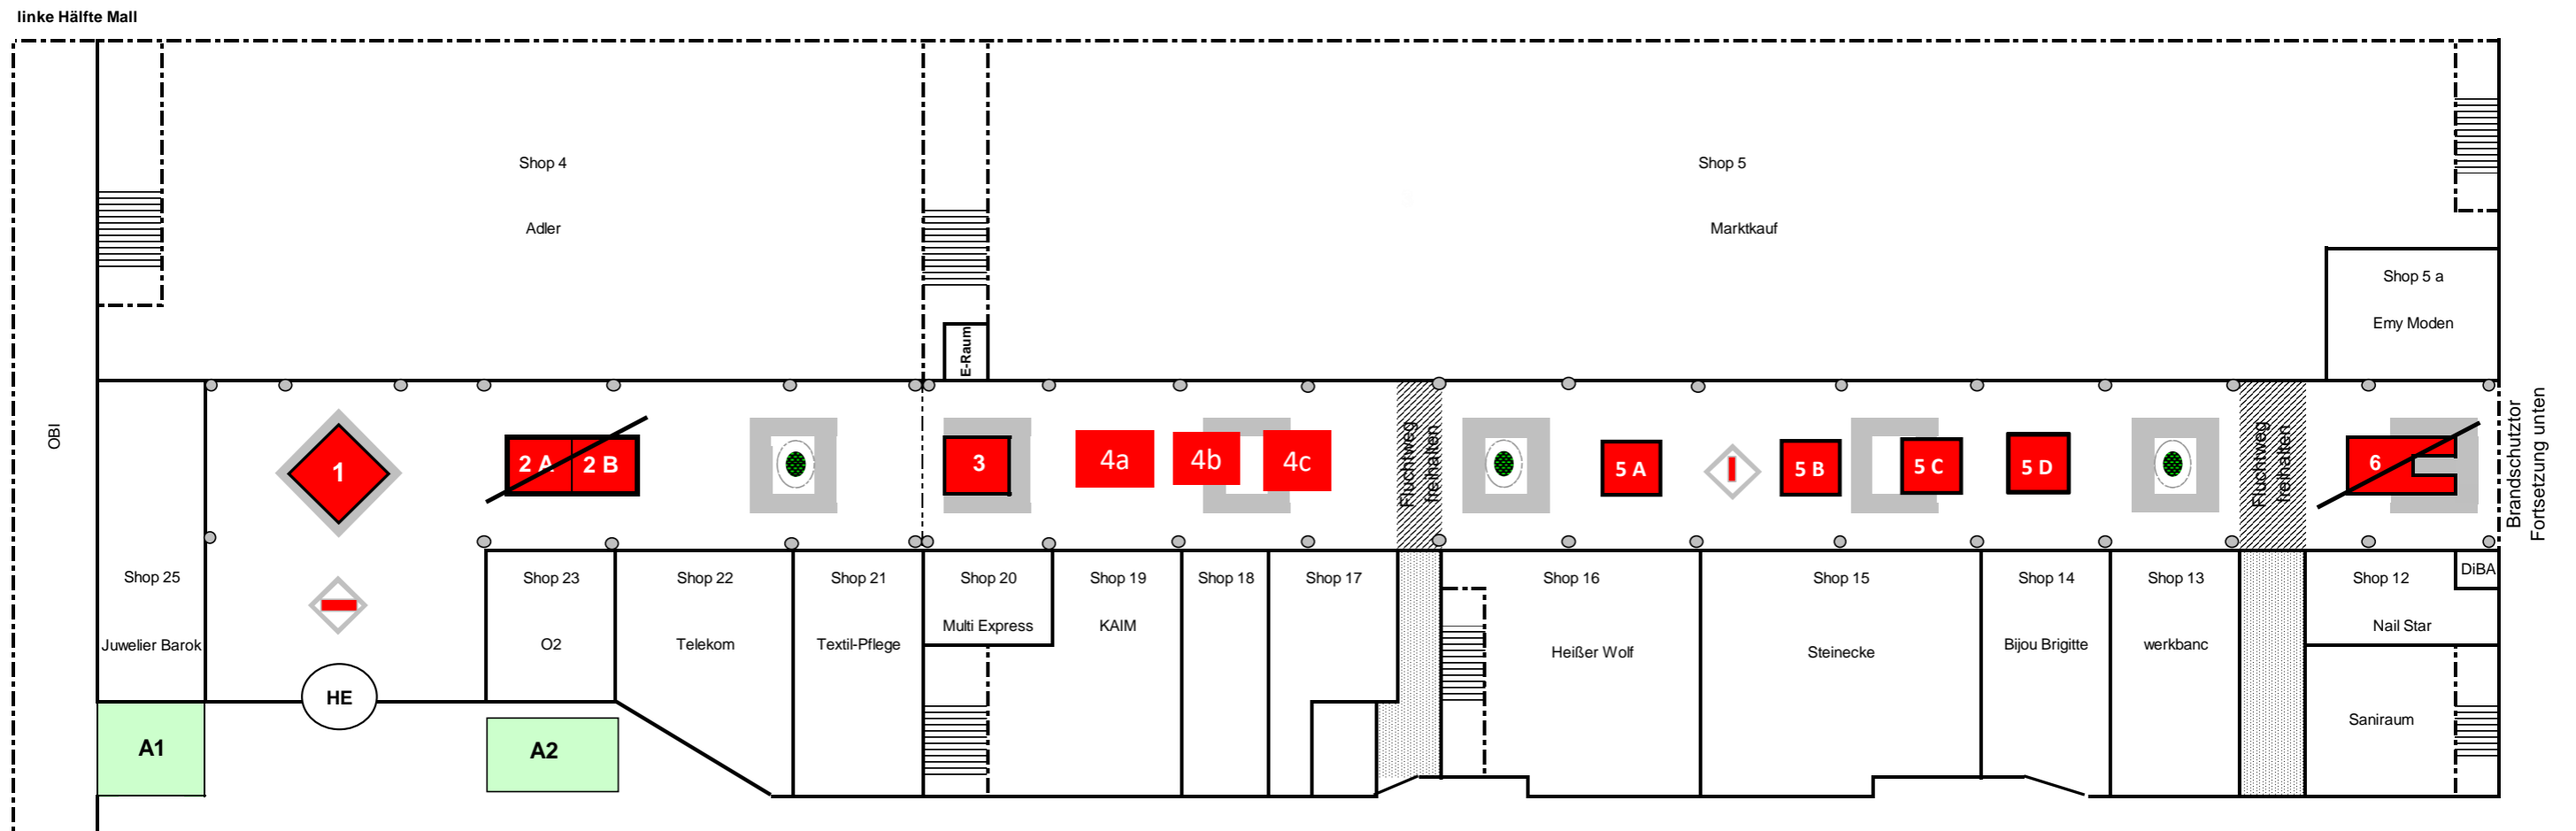 linke Hälfte Mall
Shop 4
Adler
Shop 5
Marktkauf
Shop 5 a
Emy Moden
E-Raum
OBI
1
2 A
2 B
3
4a
4b
4c
Fluchtweg
freihalten
5 A
5 B
5 C
5 D
Fluchtweg
freihalten
6
Brandschutztor
Fortsetzung unten
Shop 25
Juwelier Barok
HE
A1
A2
Shop 23
O2
Shop 22
Telekom
Shop 21
Textil-Pflege
Shop 20
Multi Express
Shop 19
KAIM
Shop 18
Shop 17
Shop 16
Heißer Wolf
Shop 15
Steinecke
Shop 14
Bijou Brigitte
Shop 13
werkbanc
Shop 12
Nail Star
DiBA
Saniraum